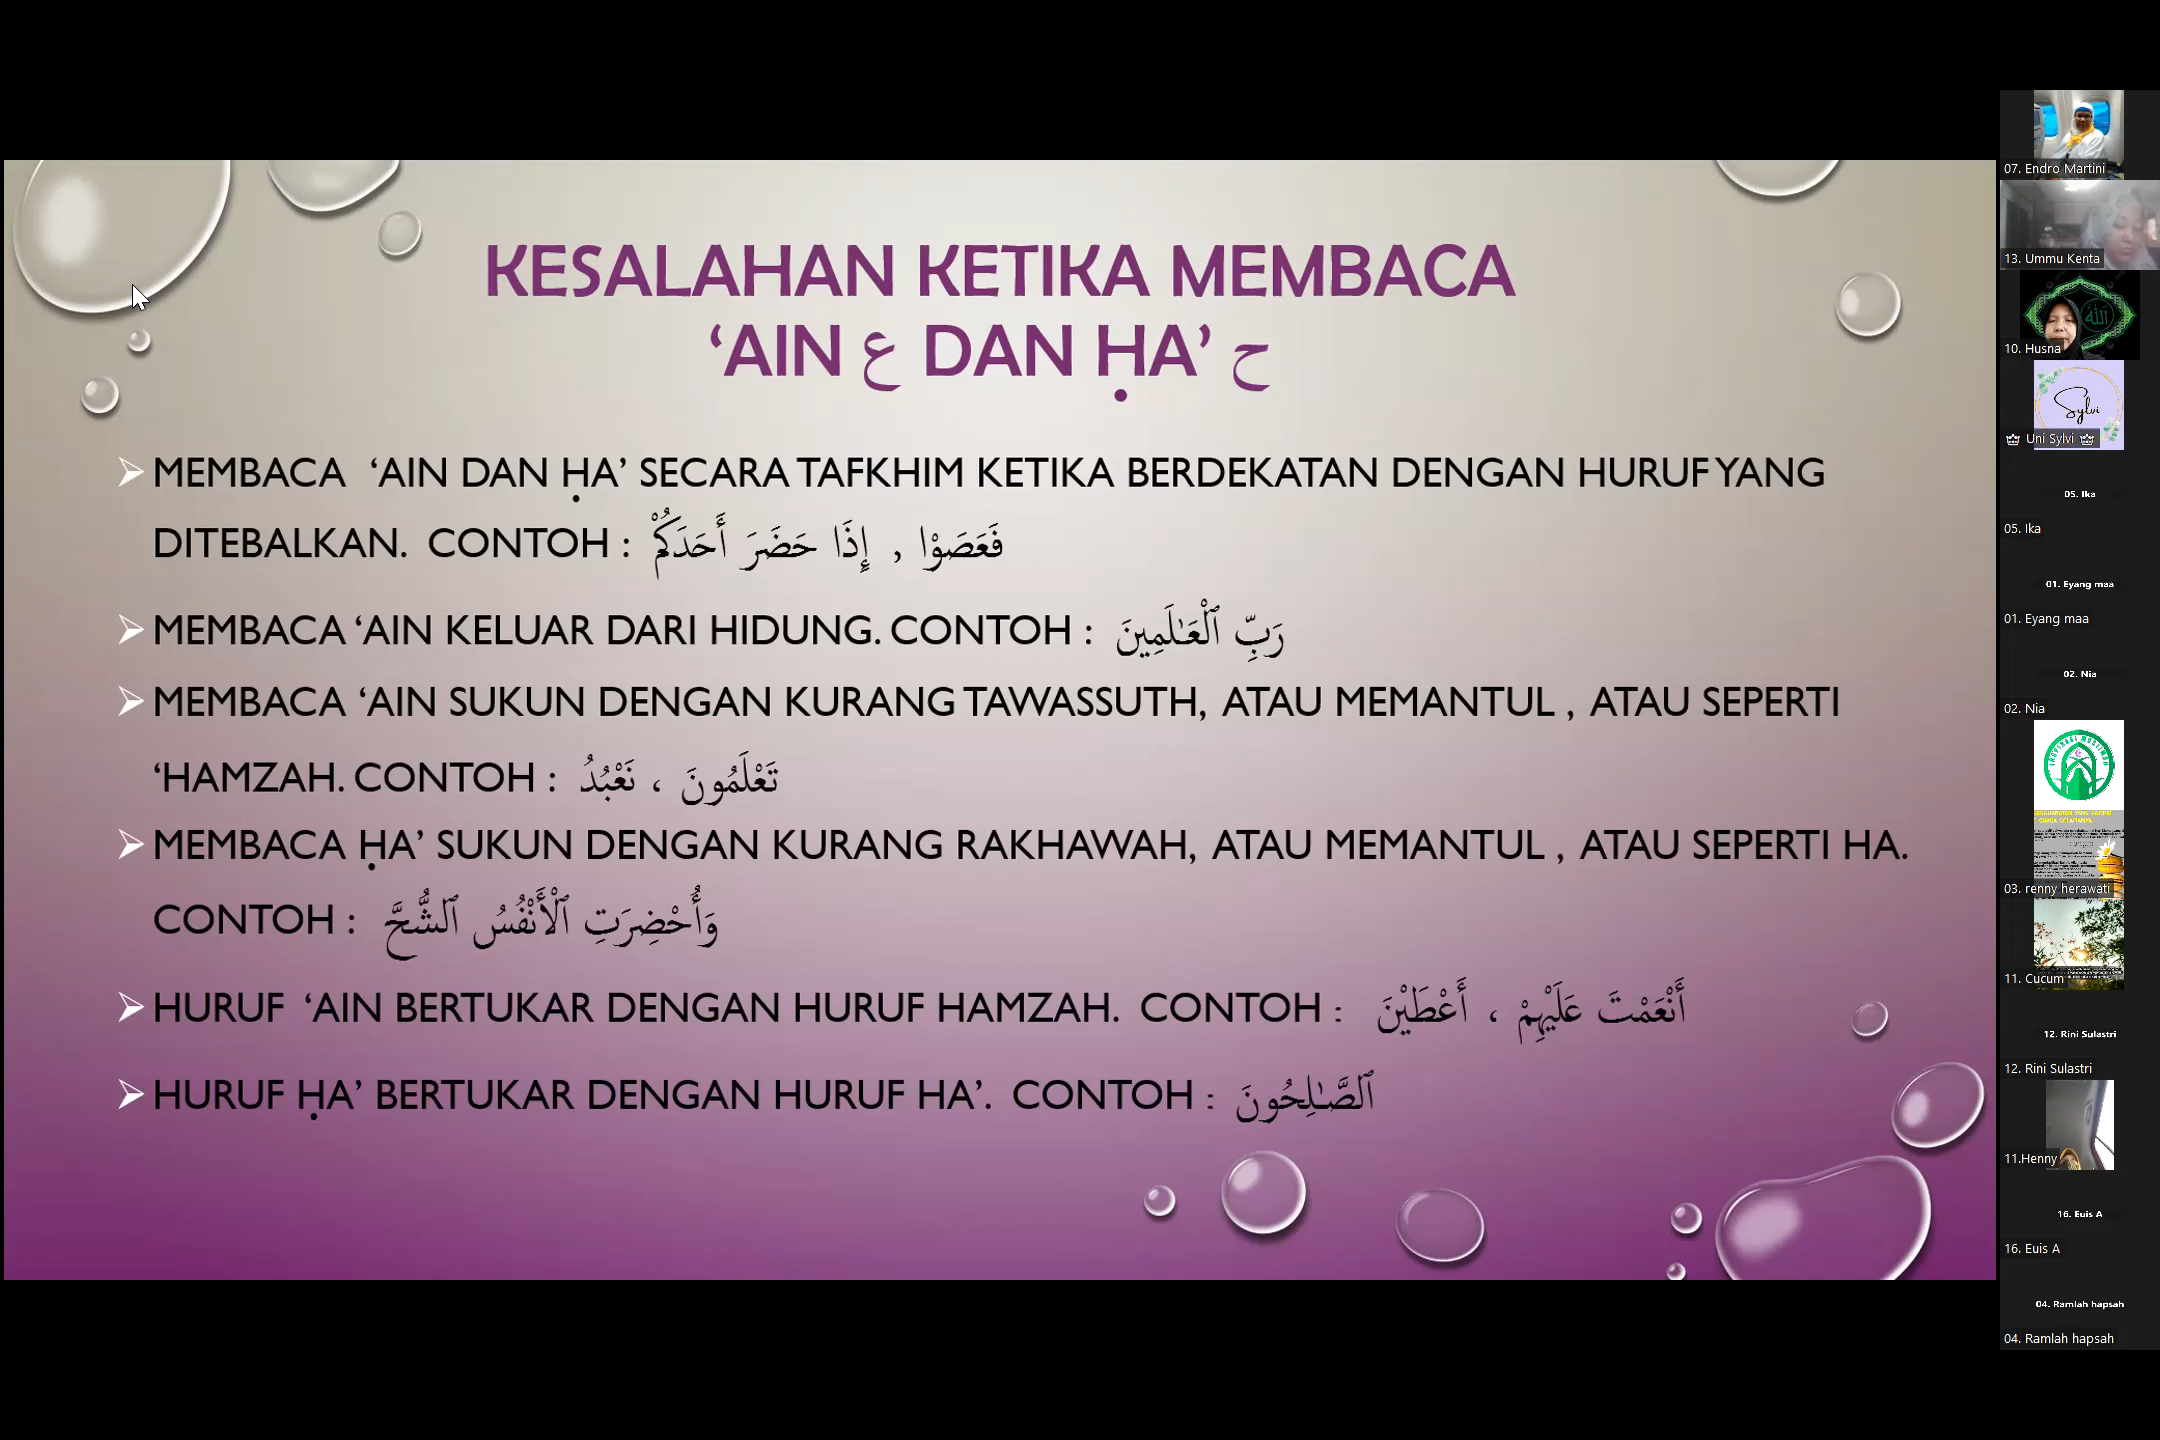 KESALAHAN KETIKA MEMBACA
‘AIN ع DAN ḤA’ ح
MEMBACA ‘AIN DAN ḤA’ SECARA TAFKHIM KETIKA BERDEKATAN DENGAN HURUF YANG
DITEBALKAN. CONTOH : فَعَصَوْا , إِذَا حَضَرَ أَحَدَكُمْ
MEMBACA ‘AIN KELUAR DARI HIDUNG. CONTOH : رَبِّ ٱلْعَـٰلَمِينَ
MEMBACA ‘AIN SUKUN DENGAN KURANG TAWASSUTH, ATAU MEMANTUL , ATAU SEPERTI
‘HAMZAH. CONTOH : تَعْلَمُونَ ، نَعْبُدُ
MEMBACA ḤA’ SUKUN DENGAN KURANG RAKHAWAH, ATAU MEMANTUL , ATAU SEPERTI HA.
CONTOH : وَأُحْضِرَتِ ٱلْأَنْفُسُ ٱلشُّحَّ
HURUF ‘AIN BERTUKAR DENGAN HURUF HAMZAH. CONTOH : أَنْعَمْتَ عَلَيْهِمْ ، أَعْطَيْنَ
HURUF ḤA’ BERTUKAR DENGAN HURUF HA’. CONTOH : ٱلصَّـٰلِحُونَ
07. Endro Martini
13. Ummu Kenta
10. Husna
Sylvi
Uni Sylvi
05. Ika
05. Ika
01. Eyang maa
01. Eyang maa
02. Nia
02. Nia
03. renny herawati
11. Cucum
12. Rini Sulastri
12. Rini Sulastri
11.Henny
16. Euis A
16. Euis A
04. Ramlah hapsah
04. Ramlah hapsah